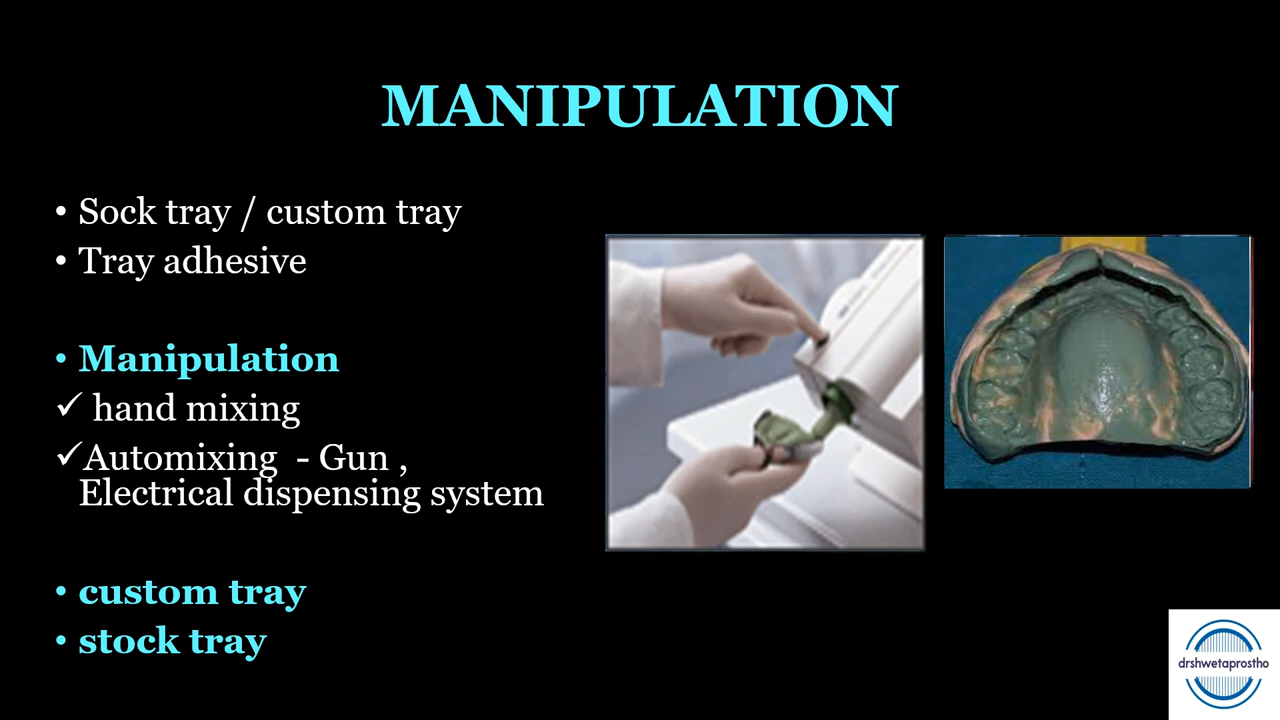 MANIPULATION
• Sock tray / custom tray
• Tray adhesive
• Manipulation
✓ hand mixing
✓Automixing - Gun ,
Electrical dispensing system
• custom tray
• stock tray
drshwetaprostho